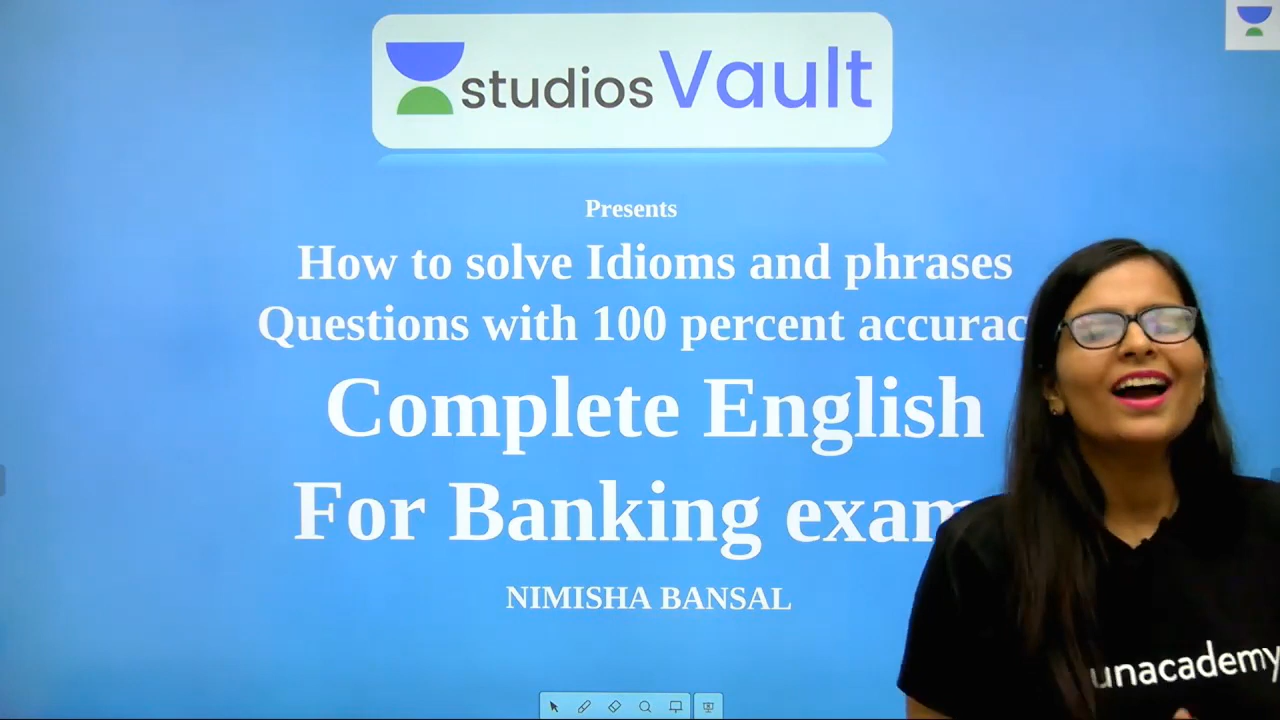 studios Vault
Presents
How to solve Idioms and phrases
Questions with 100 percent accurac
Complete English
For Banking exam
NIMISHA BANSAL
unacademy